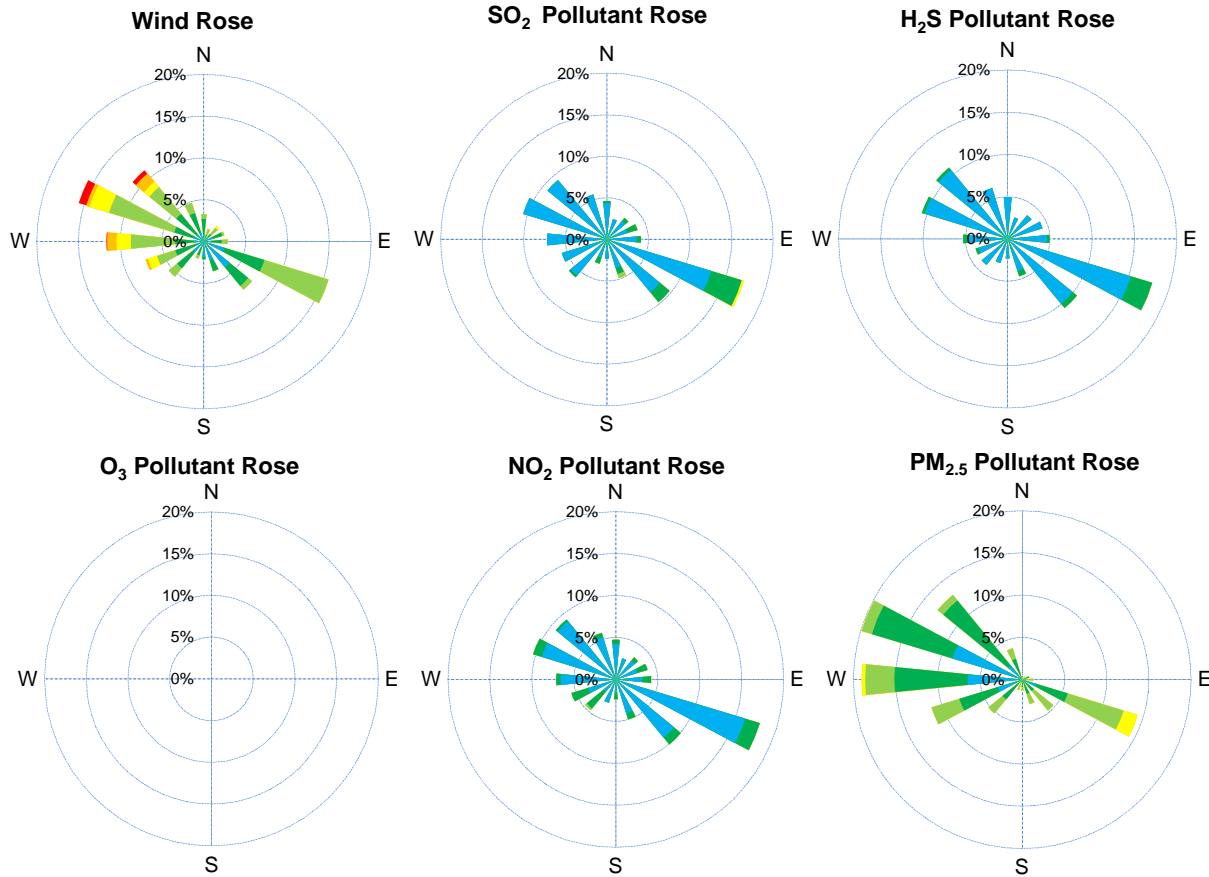 Wind Rose
N
20%
15%
10%
5%
0%
W
E
S
SO₂ Pollutant Rose
N
20%
15%
10%
5%
0%
W
E
S
H₂S Pollutant Rose
N
20%
15%
10%
5%
0%
W
E
S
O₃ Pollutant Rose
N
20%
15%
10%
5%
0%
W
E
S
NO₂ Pollutant Rose
N
20%
15%
10%
5%
0%
W
E
S
PM₂.₅ Pollutant Rose
N
20%
15%
10%
5%
0%
W
E
S